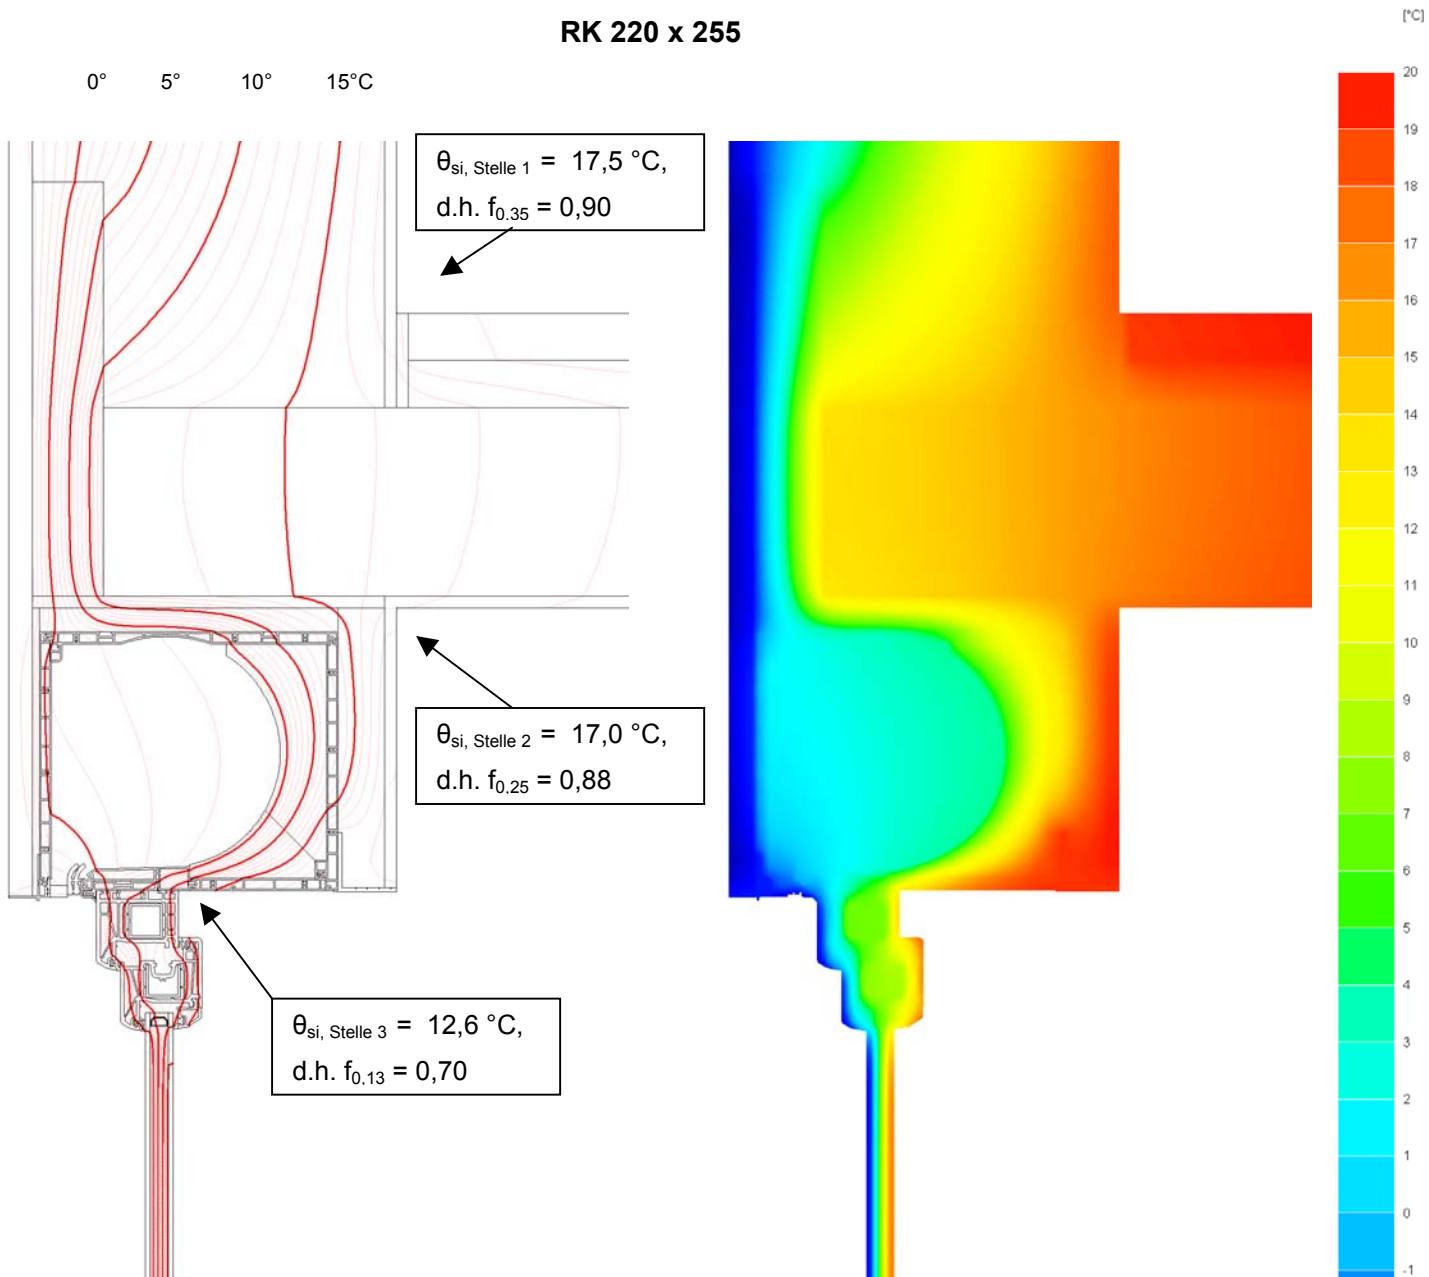 [°C]
RK 220 x 255
0° 5° 10° 15°C
θsi, Stelle 1 = 17,5 °C,
d.h. f0.35 = 0,90
θsi, Stelle 2 = 17,0 °C,
d.h. f0.25 = 0,88
θsi, Stelle 3 = 12,6 °C,
d.h. f0.13 = 0,70
20
19
18
17
16
15
14
13
12
11
10
9
8
7
6
5
4
3
2
1
0
-1